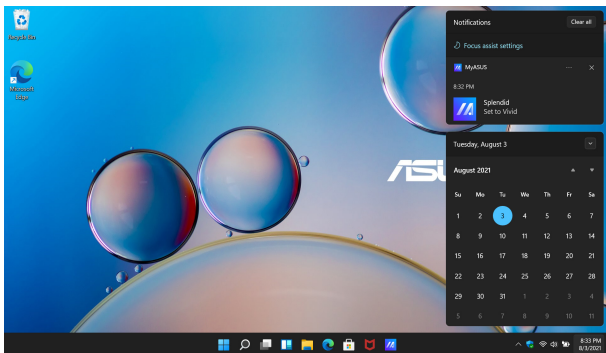 Recycle Bin
Microsoft
Edge
Notifications
Clear all
Focus assist settings
MyASUS
8:32 PM
Splendid
Set to Vivid
Tuesday, August 3
August 2021
Su Mo Tu We Th Fr Sa
1 2 3 4 5 6 7
8 9 10 11 12 13 14
15 16 17 18 19 20 21
22 23 24 25 26 27 28
29 30 31 1 2 3 4
5 6 7 8 9 10 11
8:33 PM
8/3/2021